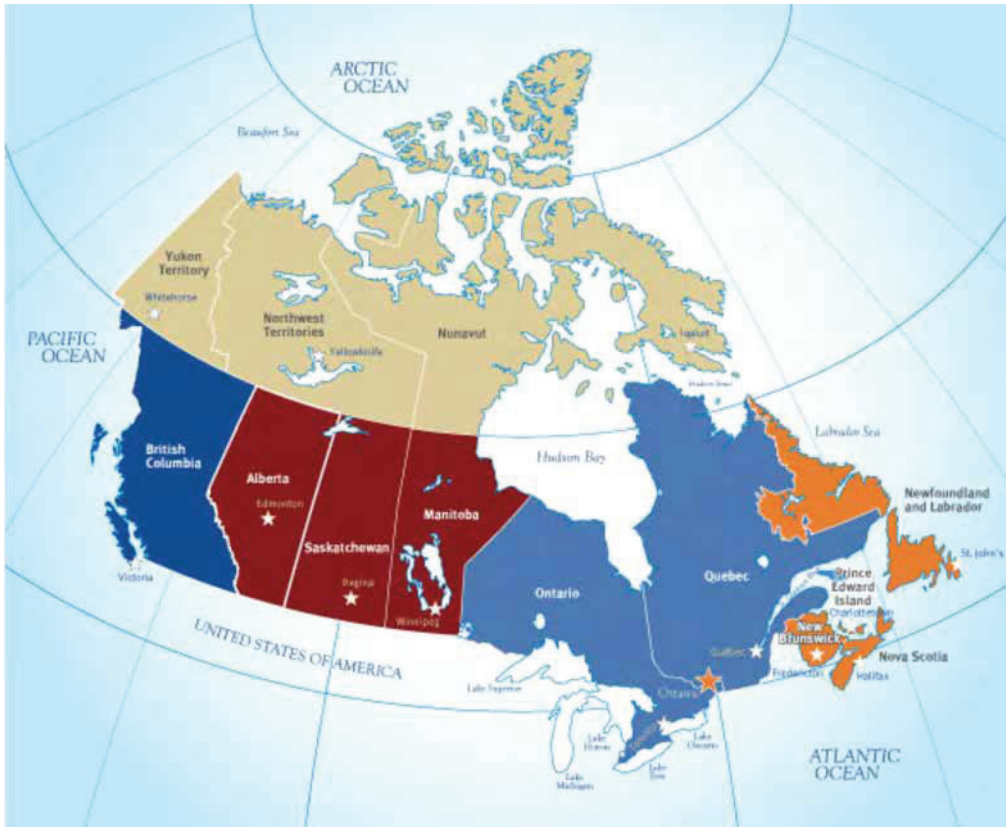 ARCTIC
OCEAN
Beaufort Sea
Yukon
Territory
Whitehorse
Northwest
Territories
Yellowknife
Nunavut
Iqaluit
PACIFIC
OCEAN
Labrador Sea
British
Columbia
Hudson Bay
Alberta
Edmonton
Manitoba
Newfoundland
and Labrador
Saskatchewan
St. John's
Victoria
Regina
Winnipeg
Ontario
Quebec
Prince
Edward
Island
Charlottetown
New
Brunswick
UNITED STATES OF AMERICA
Québec
Nova Scotia
Fredericton
Halifax
Ottawa
Lake Superior
Lake
Huron
Lake
Ontario
Lake
Michigan
Lake
Erie
ATLANTIC
OCEAN